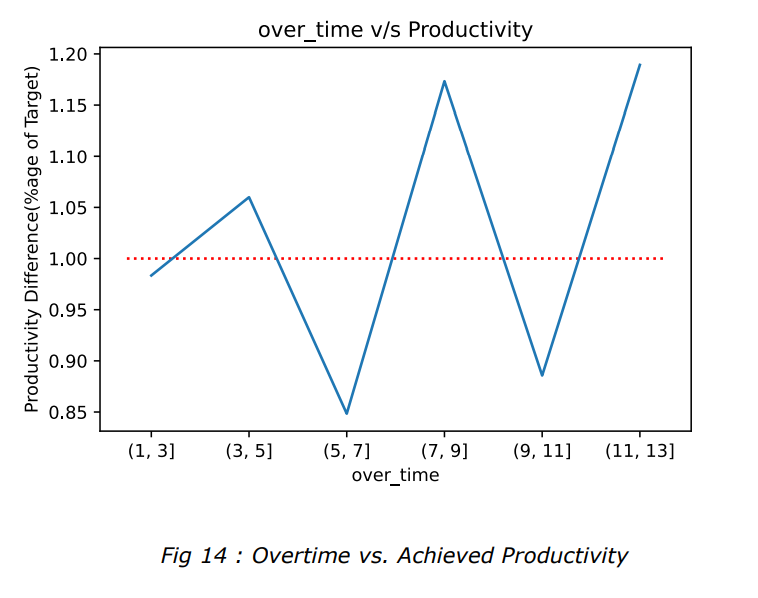 over_time v/s Productivity
Productivity Difference(%age of Target)
1.20
1.15
1.10
1.05
1.00
0.95
0.90
0.85
(1, 3] (3, 5] (5, 7] (7, 9] (9, 11] (11, 13]
over_time
Fig 14 : Overtime vs. Achieved Productivity